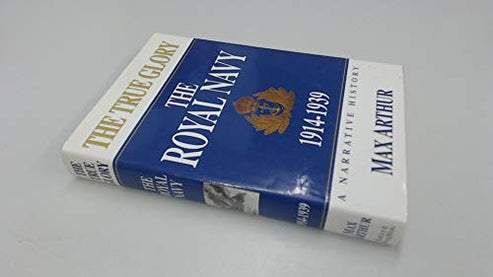 THE TRUE GLORY
THE
ROYAL NAVY
1914-1939
A NARRATIVE HISTORY
MAX ARTHUR
THE
TRUE
GLORY
THE
ROYAL
NAVY
1914-1939
MAX
ARTHUR